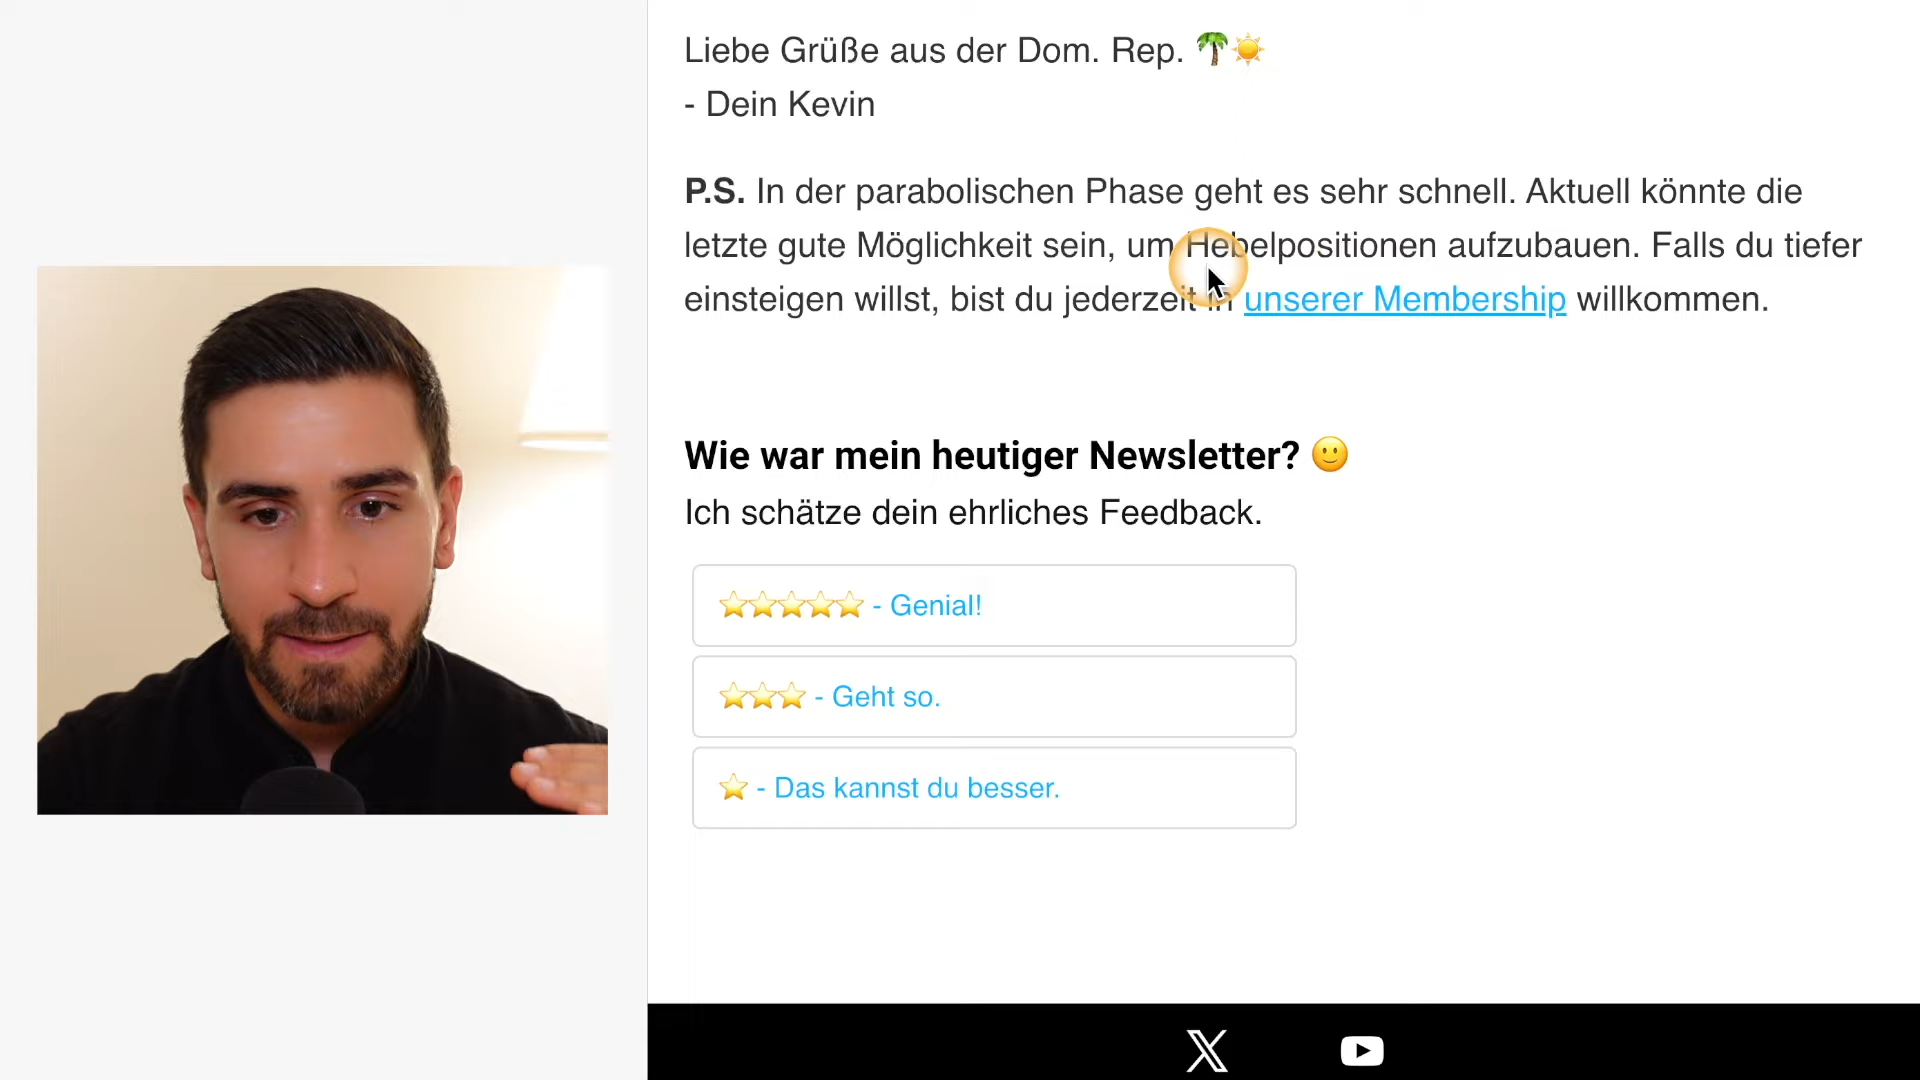 Liebe Grüße aus der Dom. Rep. 🌴☀️
- Dein Kevin
P.S. In der parabolischen Phase geht es sehr schnell. Aktuell könnte die
letzte gute Möglichkeit sein, um Hebelpositionen aufzubauen. Falls du tiefer
einsteigen willst, bist du jederzeit in unserer Membership willkommen.
Wie war mein heutiger Newsletter? 🙂
Ich schätze dein ehrliches Feedback.
⭐⭐⭐⭐⭐ - Genial!
⭐⭐⭐ - Geht so.
⭐ - Das kannst du besser.